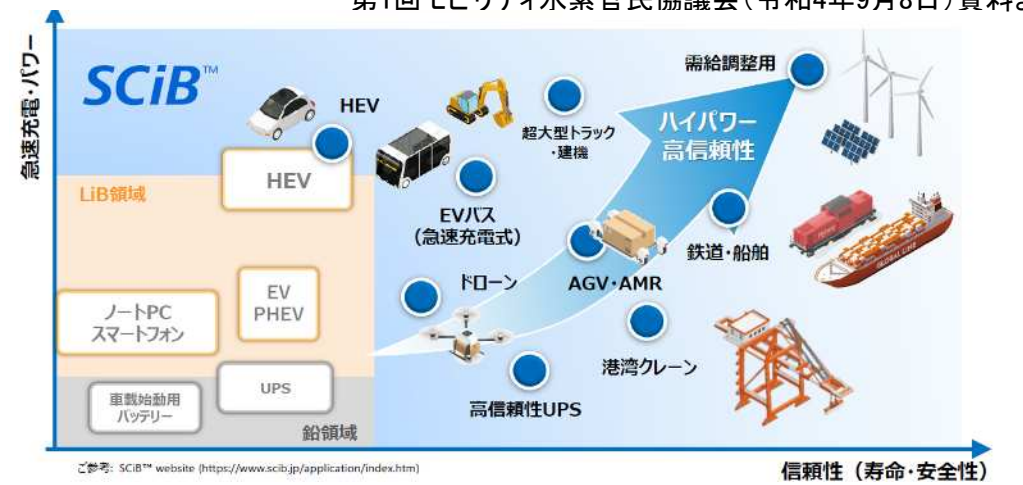 第1回 モビリティ水素官民協議会(令和4年9月8日)資料
急速充電・パワー
SCiB™
HEV
HEV
LiB領域
超大型トラック
・建機
需給調整用
ハイパワー
高信頼性
EVバス
(急速充電式)
鉄道・船舶
ドローン
AGV・AMR
ノートPC
スマートフォン
EV
PHEV
港湾クレーン
車載始動用
バッテリー
UPS
高信頼性UPS
鉛領域
GLOBAL LINE
ご参考: SCiB™ website (https://www.scib.jp/application/index.htm)
信頼性(寿命・安全性)